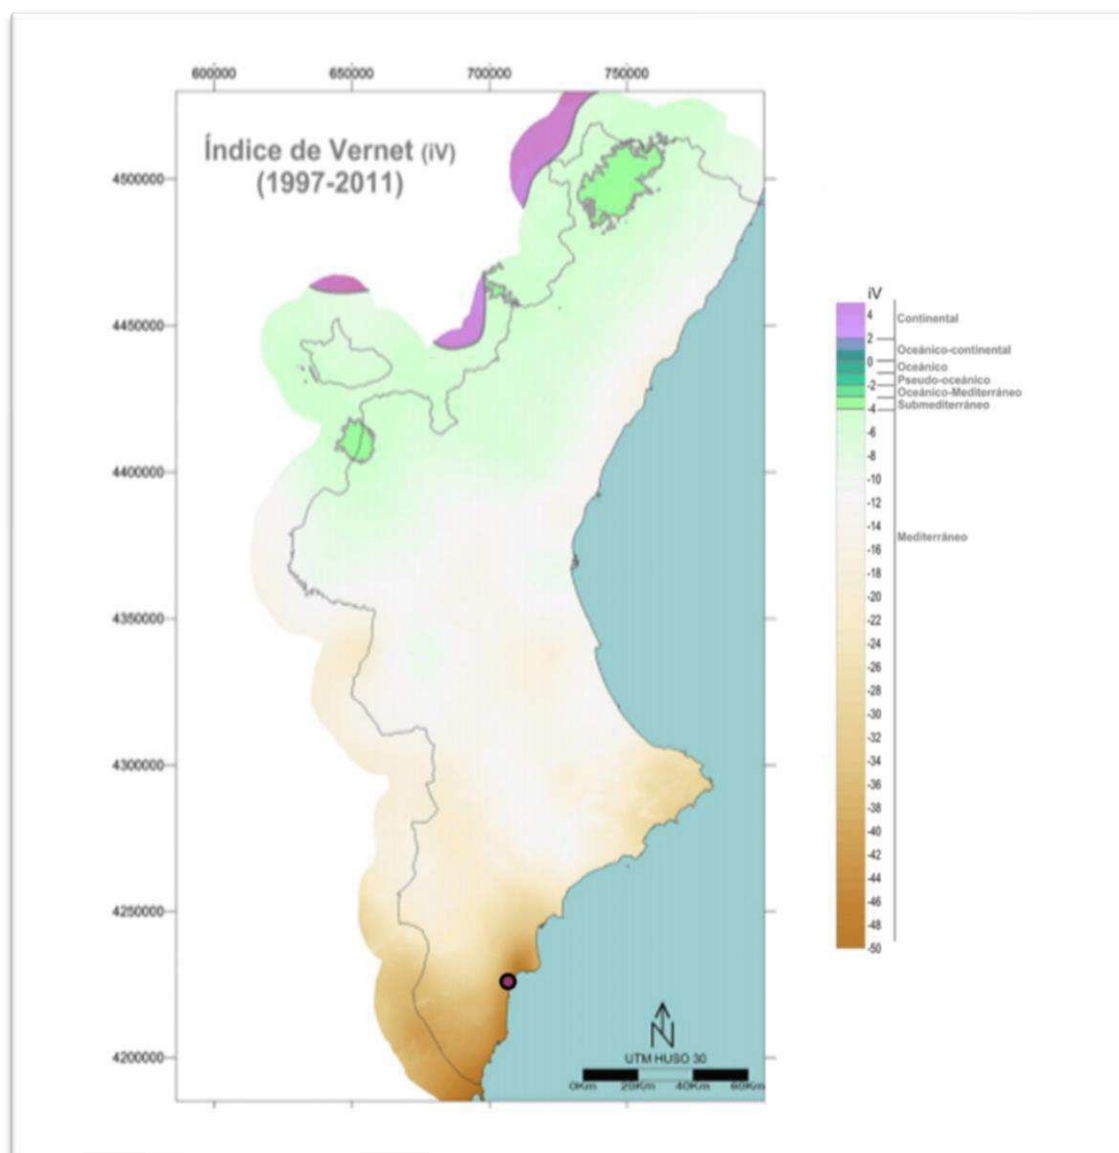 600000 650000 700000 750000
Índice de Vernet (iV)
(1997-2011)
4500000
4450000
4400000
4350000
4300000
4250000
4200000
iV
4
2
0
-2
-4
-6
-8
-10
-12
-14
-16
-18
-20
-22
-24
-26
-28
-30
-32
-34
-36
-38
-40
-42
-44
-46
-48
-50
Continental
Oceánico-continental
Oceánico
Pseudo-oceánico
Oceánico-Mediterráneo
Submediterráneo
Mediterráneo
N
UTM HUSO 30
0Km 20Km 40Km 60Km